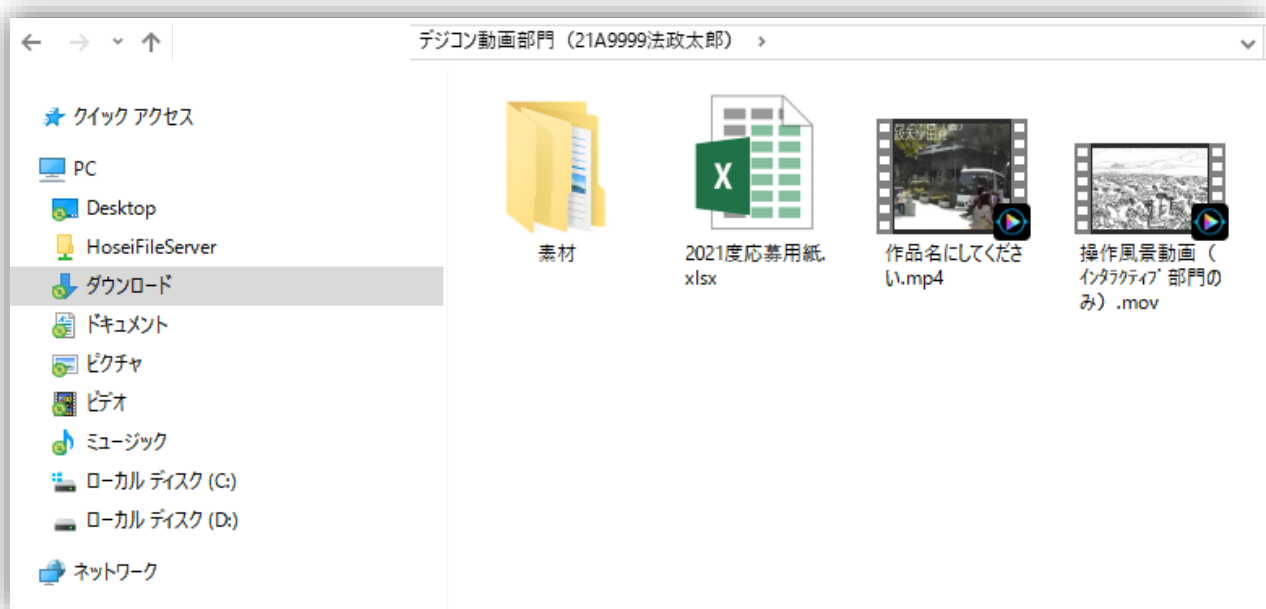 デジコン動画部門（21A9999法政太郎） ›
クイック アクセス
PC
Desktop
HoseiFileServer
ダウンロード
ドキュメント
ピクチャ
ビデオ
ミュージック
ローカル ディスク (C:)
ローカル ディスク (D:)
ネットワーク
素材
2021度応募用紙.
xlsx
作品名にしてくださ
い.mp4
操作風景動画（
ｲﾝﾀﾗｸﾃｨﾌﾞ部門の
み）.mov